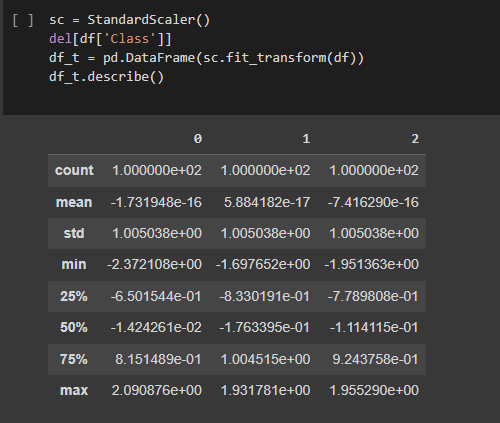 [ ] sc = StandardScaler()
del[df['Class']]
df_t = pd.DataFrame(sc.fit_transform(df))
df_t.describe()
0 1 2
count 1.000000e+02 1.000000e+02 1.000000e+02
mean -1.731948e-16 5.884182e-17 -7.416290e-16
std 1.005038e+00 1.005038e+00 1.005038e+00
min -2.372108e+00 -1.697652e+00 -1.951363e+00
25% -6.501544e-01 -8.330191e-01 -7.789808e-01
50% -1.424261e-02 -1.763395e-01 -1.114115e-01
75% 8.151489e-01 1.004515e+00 9.243758e-01
max 2.090876e+00 1.931781e+00 1.955290e+00